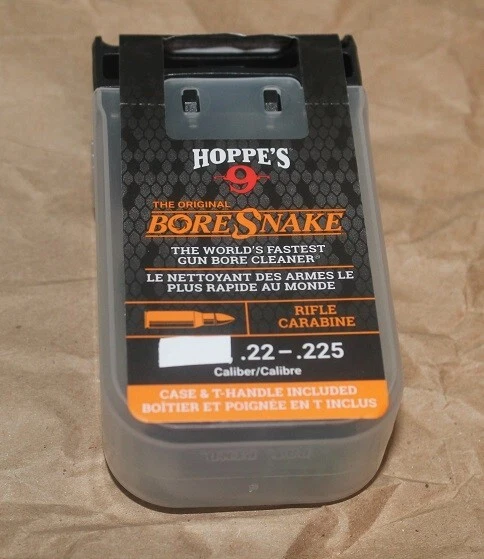 HOPPE'S
9
THE ORIGINAL
BORESNAKE
THE WORLD'S FASTEST
GUN BORE CLEANER®
LE NETTOYANT DES ARMES LE
PLUS RAPIDE AU MONDE
RIFLE
CARABINE
, .22 – .225
Caliber/Calibre
CASE & T-HANDLE INCLUDED
BOÎTIER ET POIGNÉE EN T INCLUS